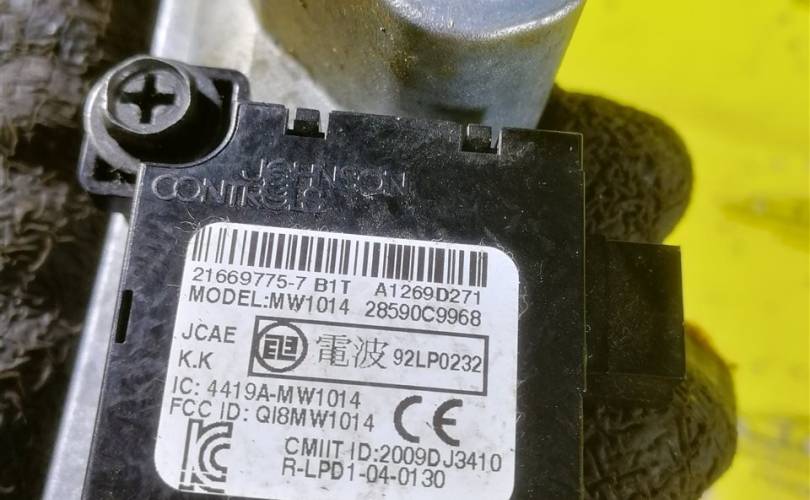 JOHNSON
CONTROLS
21669775-7 B1T A1269D271
MODEL:MW1014 28590C9968
JCAE
K.K
電波 92LP0232
IC: 4419A-MW1014
FCC ID: QI8MW1014
CE
CMIIT ID:2009DJ3410
R-LPD1-04-0130